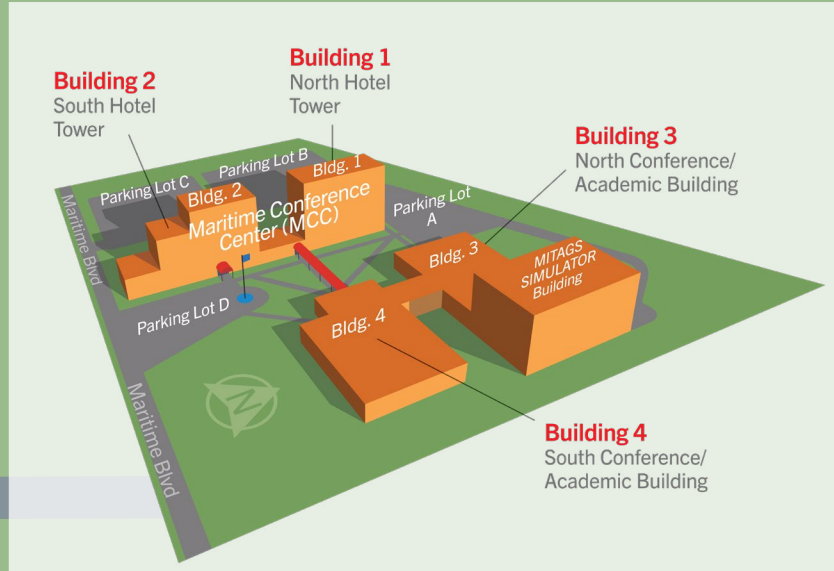 Building 1
North Hotel
Tower
Building 2
South Hotel
Tower
Building 3
North Conference/
Academic Building
Parking Lot B
Bldg. 1
Parking Lot C
Bldg. 2
Maritime Conference
Center (MCC)
Parking Lot
A
Maritime Blvd
Bldg. 3
MITAGS
SIMULATOR
Building
Parking Lot D
Bldg. 4
N
Maritime Blvd
Building 4
South Conference/
Academic Building